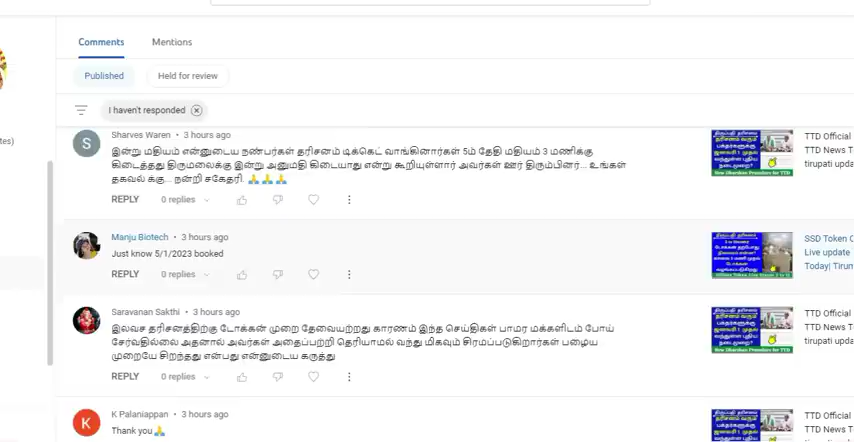 Comments
Mentions
Published
Held for review
I haven't responded
tes)
Sharves Waren • 3 hours ago
இன்று மதியம் என்னுடைய நண்பர்கள் தரிசனம் டிக்கெட் வாங்கினார்கள் 5ம் தேதி மதியம் 3 மணிக்கு
கிடைத்தது திருமலைக்கு இன்று அனுமதி கிடையாது என்று கூறியுள்ளார் அவர்கள் ஊர் திரும்பினர்... உங்கள்
தகவல் க்கு... நன்றி சகோதரி. 🙏🙏🙏
REPLY 0 replies
TTD Official
TTD News T
tirupati upda
Manju Biotech • 3 hours ago
Just know 5/1/2023 booked
REPLY 0 replies
SSD Token
Live update
Today| Tirum
Saravanan Sakthi • 3 hours ago
இலவச தரிசனத்திற்கு டோக்கன் முறை தேவையற்றது காரணம் இந்த செய்திகள் பாமர மக்களிடம் போய்
சேர்வதில்லை அதனால் அவர்கள் அதைப்பற்றி தெரியாமல் வந்து மிகவும் சிரமப்படுகிறார்கள் பழைய
முறையே சிறந்தது என்பது என்னுடைய கருத்து
REPLY 0 replies
TTD Official
TTD News T
tirupati upda
K Palaniappan • 3 hours ago
Thank you 🙏
TTD Official
TTD News T